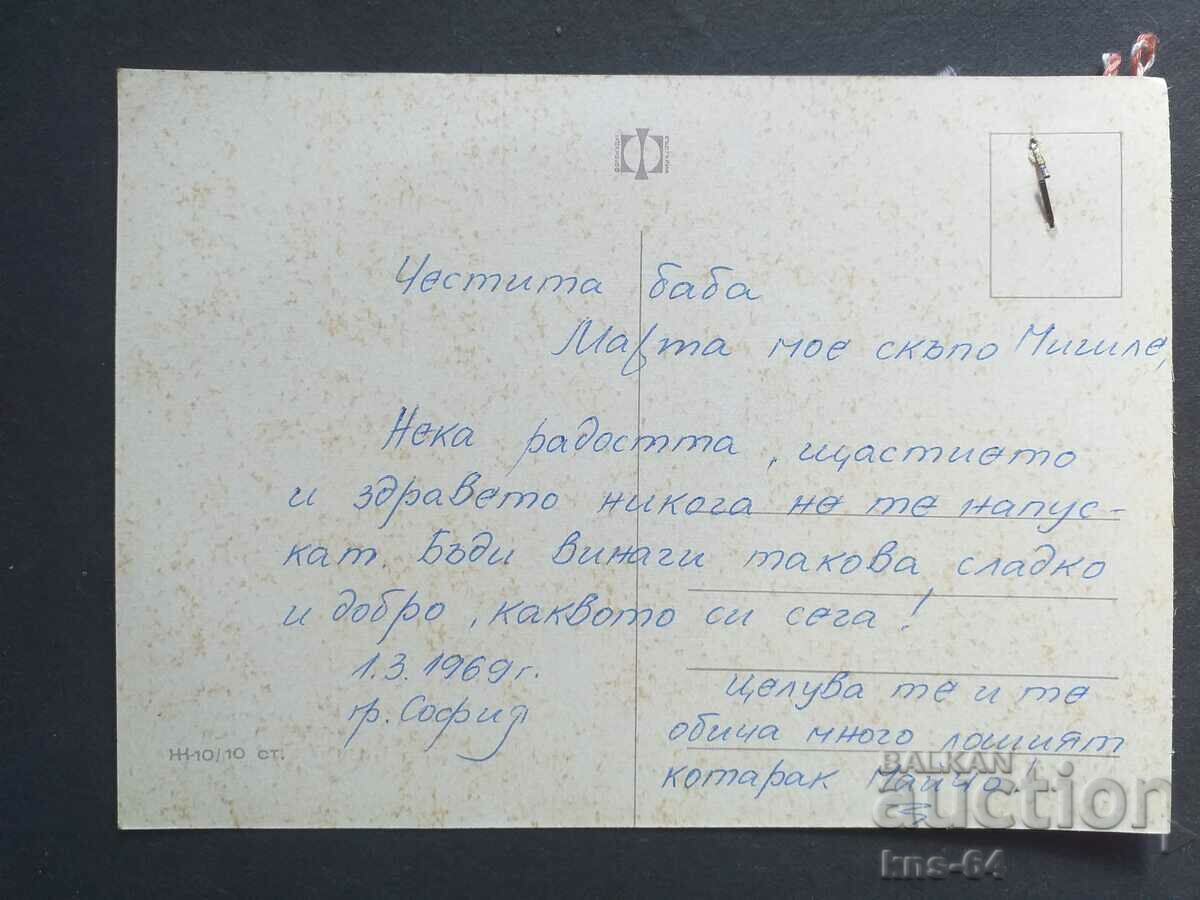 Честита баба
Марта мое скъпо Мигиле,
Нека радостта, щастието
и здравето никога не те напус-
кат. Бъди винаги такова сладко
и добро, каквото си сега!
1.3.1969г.
гр. София
Целува те и те
обича много лошият
котарак Маичо!
Ж-10/10 ст.
BALKAN
auction
kns-64